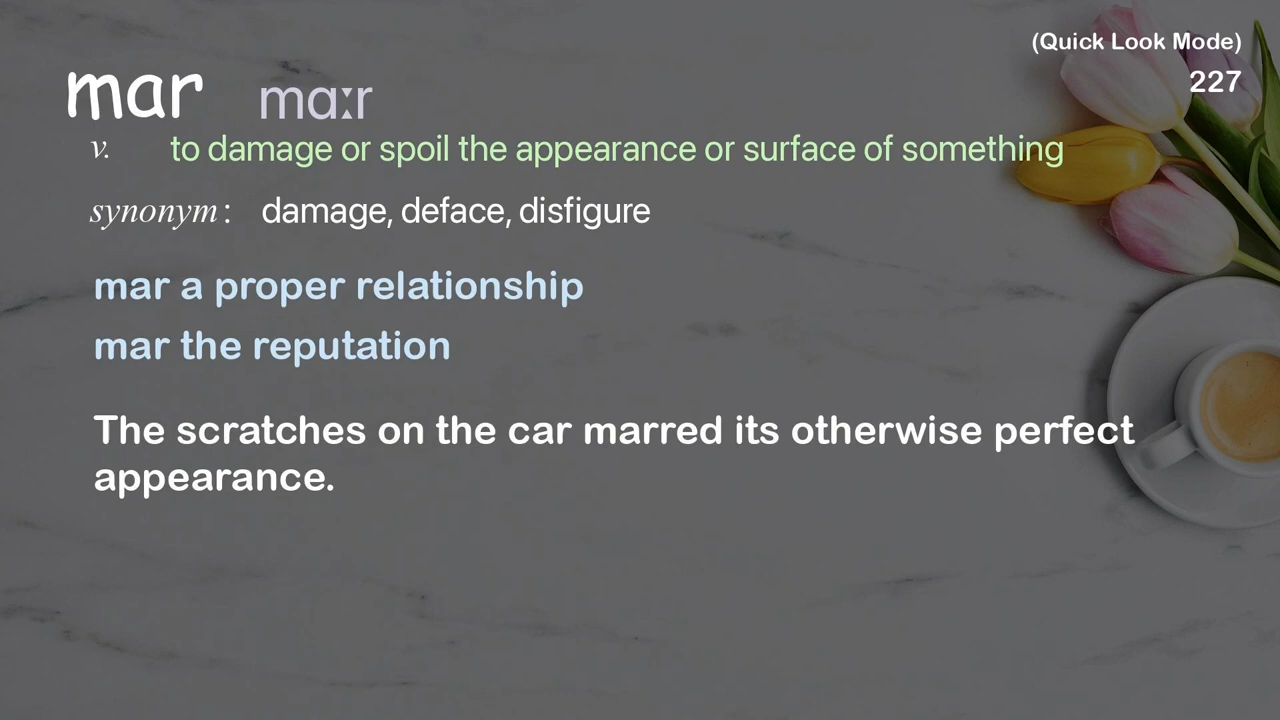 (Quick Look Mode)
227
mar mɑːr
v. to damage or spoil the appearance or surface of something
synonym: damage, deface, disfigure
mar a proper relationship
mar the reputation
The scratches on the car marred its otherwise perfect
appearance.